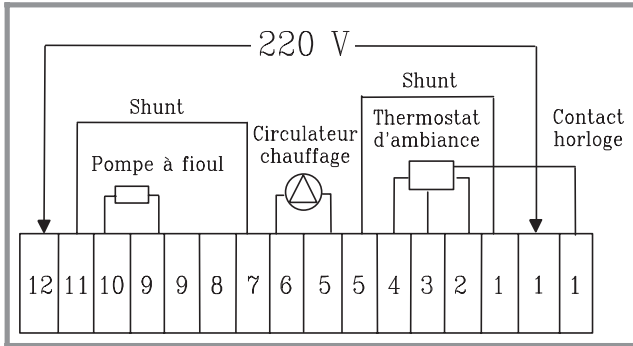 220 V
Shunt
Shunt
Circulateur
chauffage
Thermostat
d'ambiance
Contact
horloge
Pompe à fioul
12 11 10 9 9 8 7 6 5 5 4 3 2 1 1 1